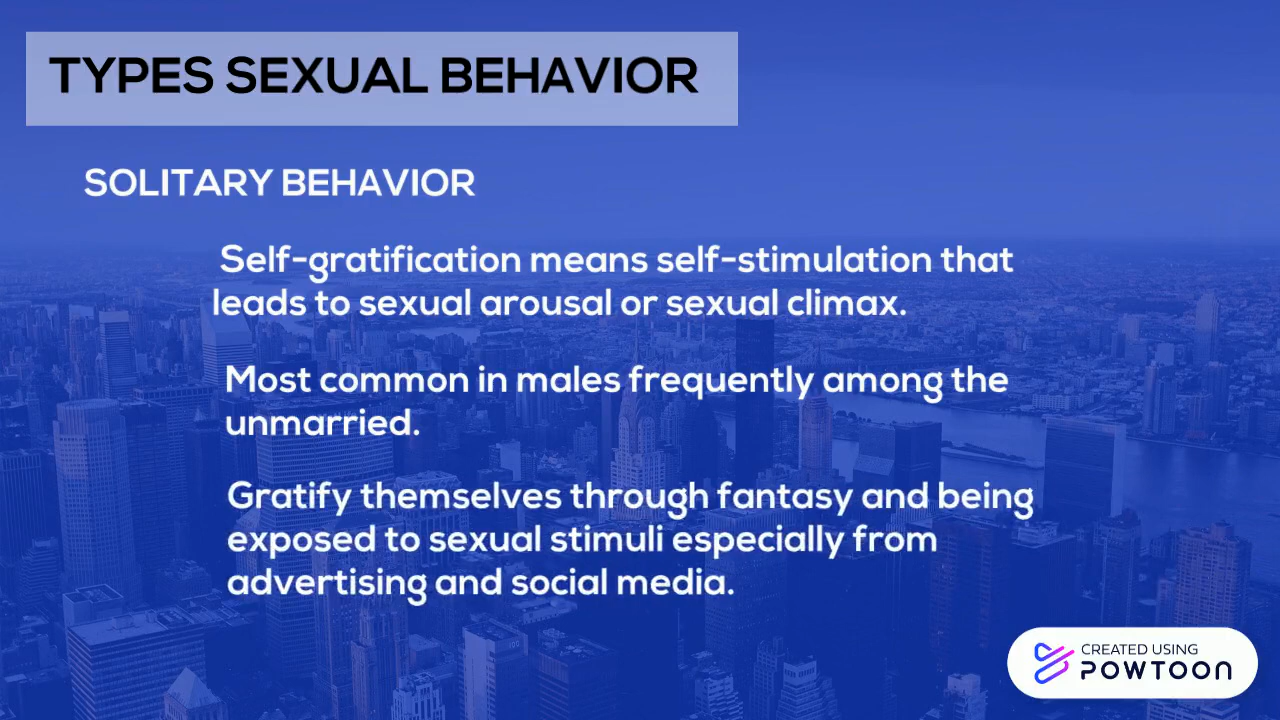 TYPES SEXUAL BEHAVIOR
SOLITARY BEHAVIOR
Self-gratification means self-stimulation that
leads to sexual arousal or sexual climax.
Most common in males frequently among the
unmarried.
Gratify themselves through fantasy and being
exposed to sexual stimuli especially from
advertising and social media.
CREATED USING
POWTOON